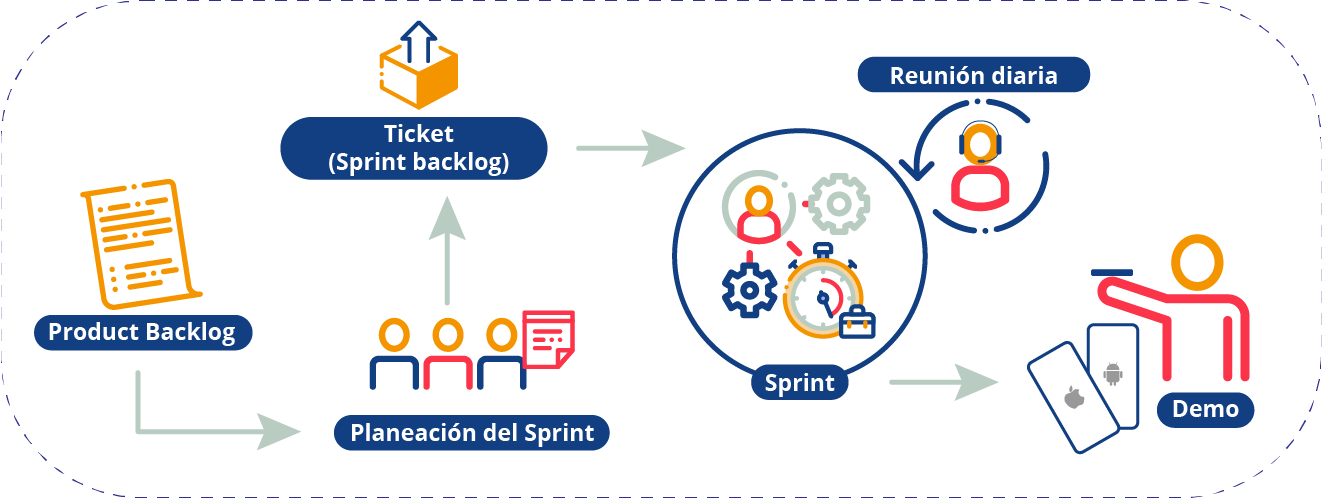 Product Backlog
Planeación del Sprint
Ticket
(Sprint backlog)
Sprint
Reunión diaria
Demo